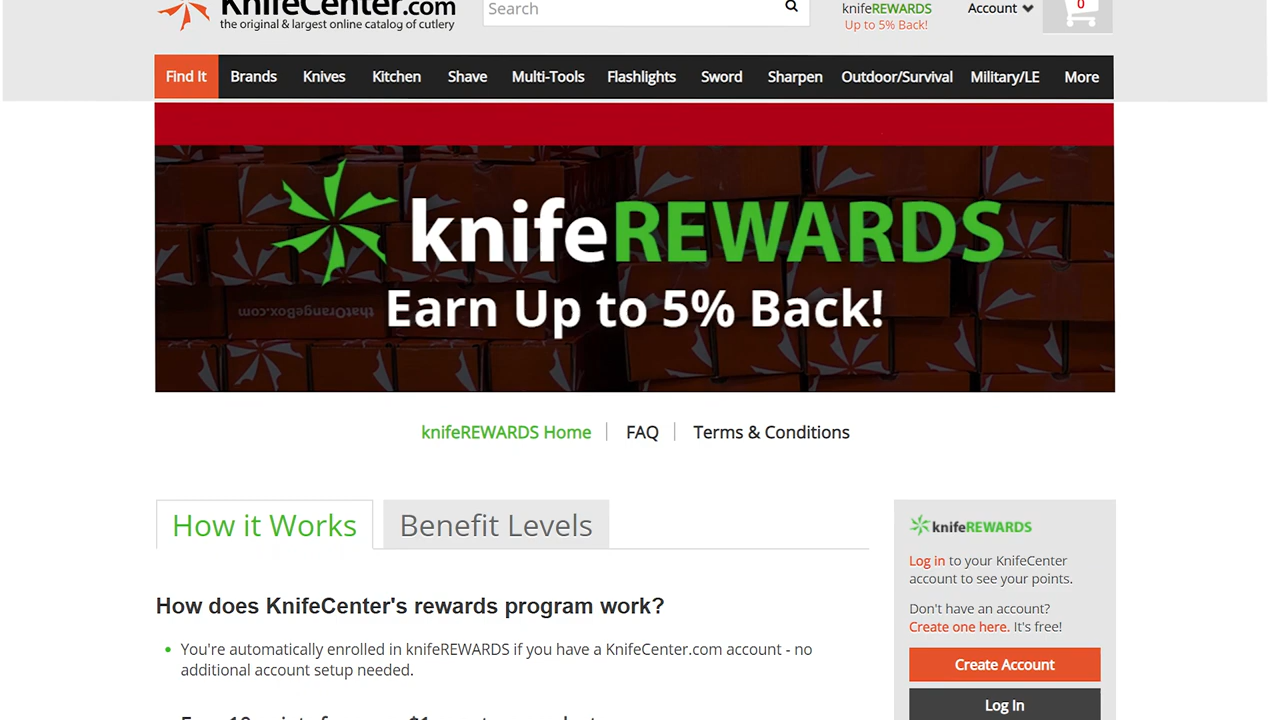 KnifeCenter.com
the original & largest online catalog of cutlery
Search
knifeREWARDS
Up to 5% Back!
Account
0
Find It Brands Knives Kitchen Shave Multi-Tools Flashlights Sword Sharpen Outdoor/Survival Military/LE More
knifeREWARDS
Earn Up to 5% Back!
thatOrangeBox.com
knifeREWARDS Home FAQ Terms & Conditions
How it Works Benefit Levels
How does KnifeCenter's rewards program work?
• You're automatically enrolled in knifeREWARDS if you have a KnifeCenter.com account - no
additional account setup needed.
knifeREWARDS
Log in to your KnifeCenter
account to see your points.
Don't have an account?
Create one here. It's free!
Create Account
Log In